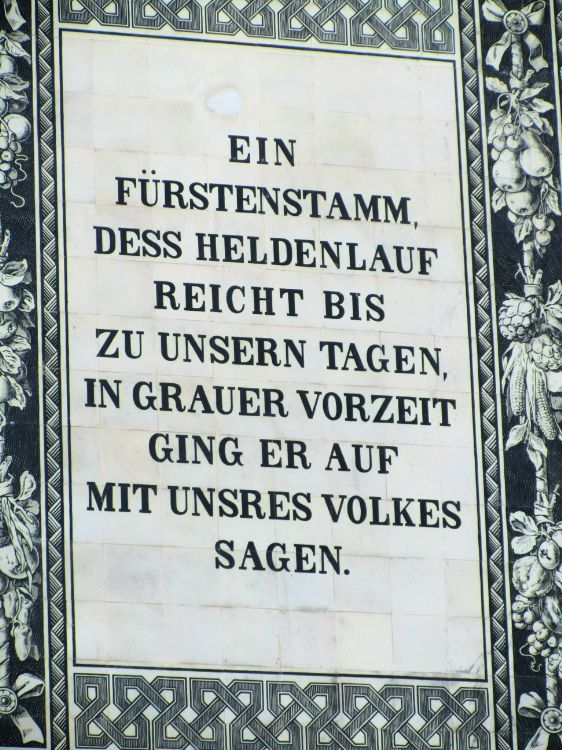 EIN
FÜRSTENSTAMM,
DESS HELDENLAUF
REICHT BIS
ZU UNSERN TAGEN,
IN GRAUER VORZEIT
GING ER AUF
MIT UNSRES VOLKES
SAGEN.